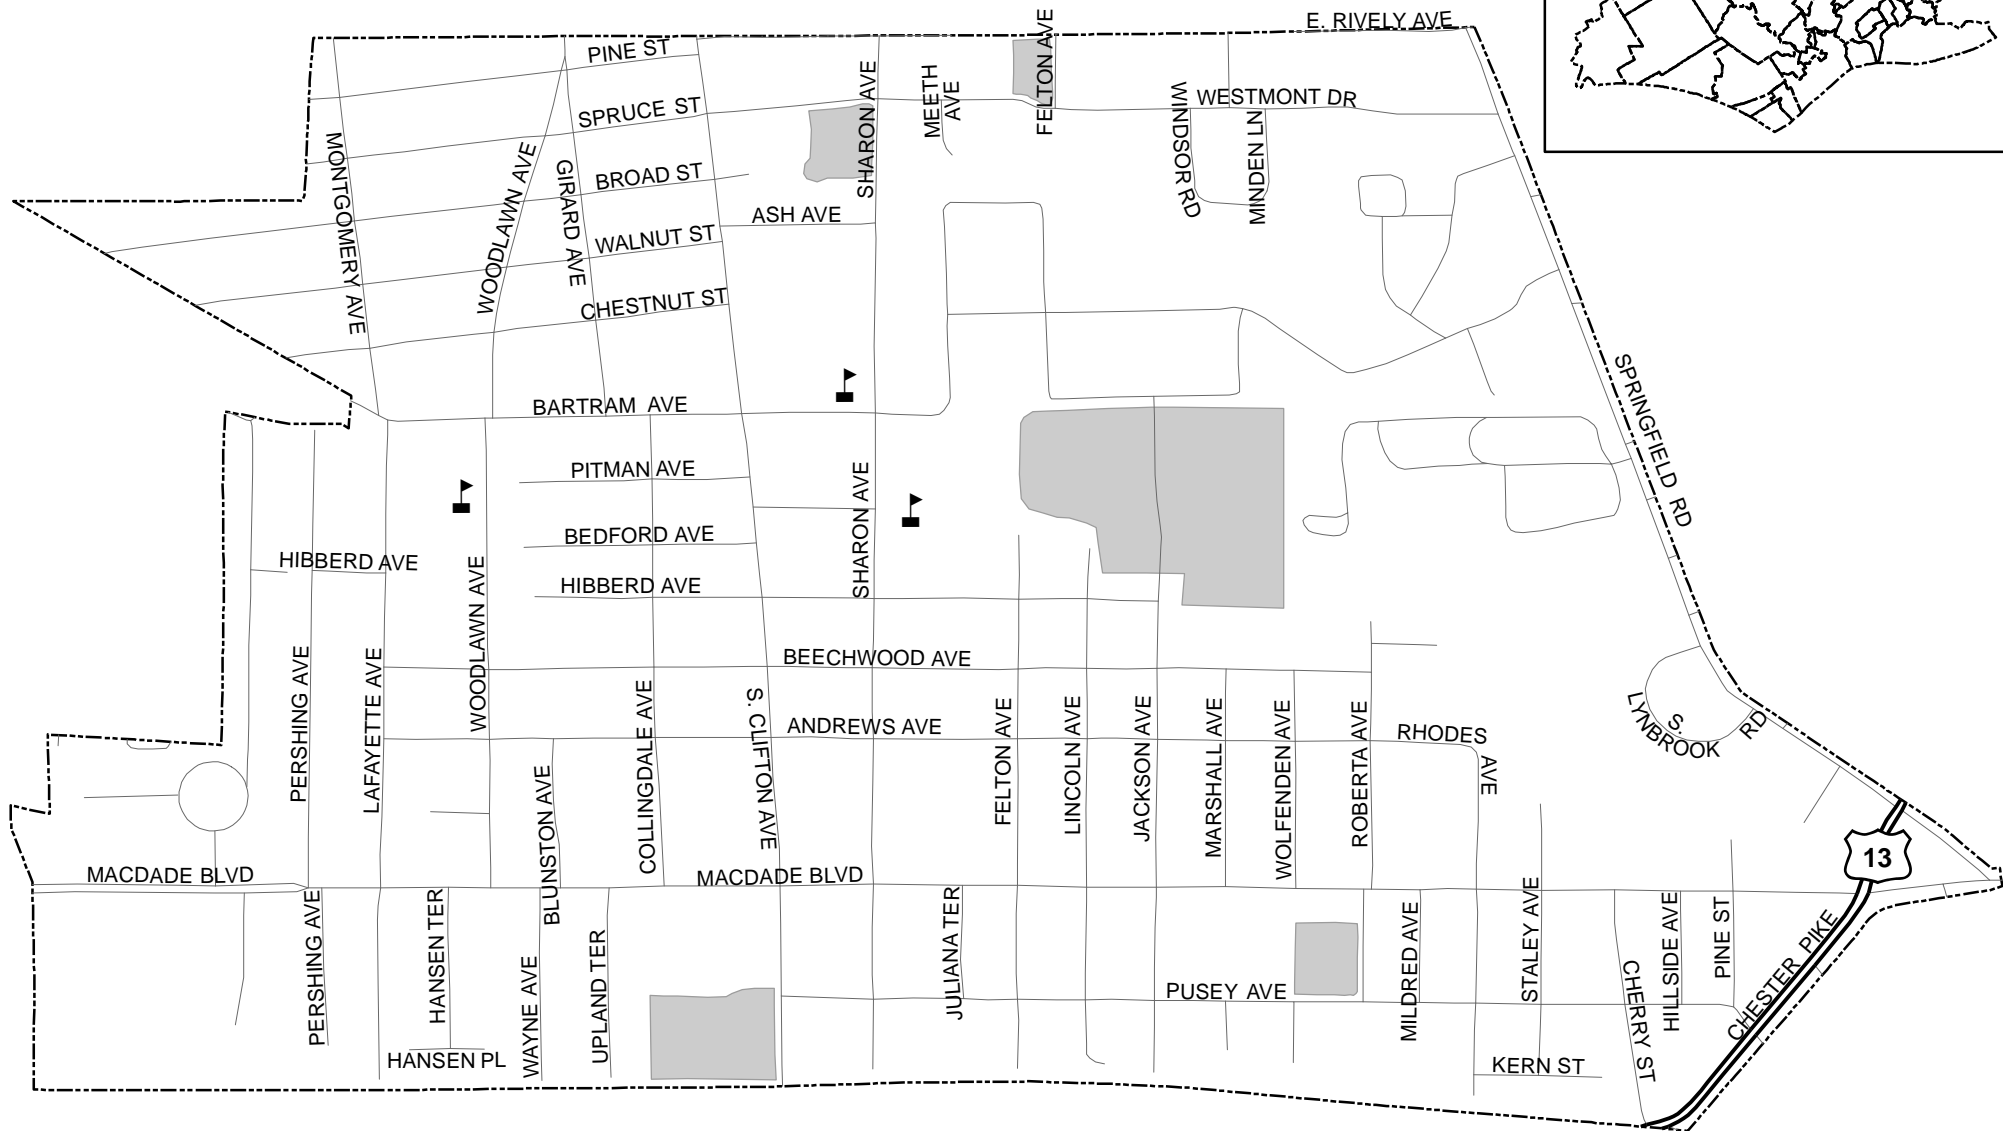 E. RIVELY AVE
PINE ST
FELTON AVE
SHARON AVE
MEETH
AVE
WINDSOR RD
WESTMONT DR
MINDEN LN
SPRUCE ST
MONTGOMERY AVE
WOODLAWN AVE
GIRARD AVE
BROAD ST
ASH AVE
WALNUT ST
CHESTNUT ST
SPRINGFIELD RD
BARTRAM AVE
PITMAN AVE
SHARON AVE
BEDFORD AVE
HIBBERD AVE
HIBBERD AVE
WOODLAWN AVE
PERSHING AVE
LAFAYETTE AVE
BEECHWOOD AVE
COLLINGDALE AVE
S. CLIFTON AVE
ANDREWS AVE
FELTON AVE
LINCOLN AVE
JACKSON AVE
MARSHALL AVE
WOLFENDEN AVE
ROBERTA AVE
RHODES
AVE
S.
LYNBROOK
RD
BLUNSTON AVE
13
MACDADE BLVD
MACDADE BLVD
PERSHING AVE
HANSEN TER
WAYNE AVE
UPLAND TER
JULIANA TER
MILDRED AVE
STALEY AVE
CHERRY ST
HILLSIDE AVE
PINE ST
CHESTER PIKE
PUSEY AVE
HANSEN PL
KERN ST